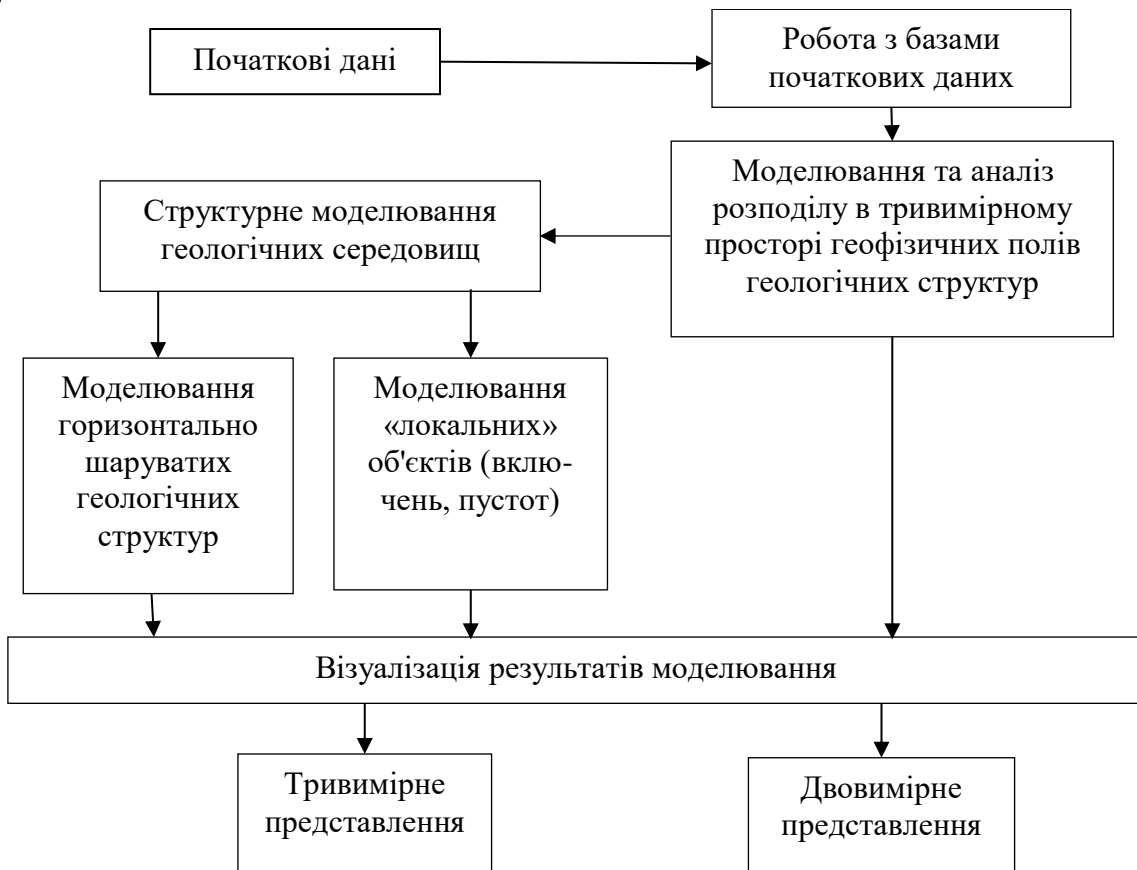 Початкові дані
Робота з базами
початкових даних
Моделювання та аналіз
розподілу в тривимірному
просторі геофізичних полів
геологічних структур
Структурне моделювання
геологічних середовищ
Моделювання
горизонтально
шаруватих
геологічних
структур
Моделювання
«локальних»
об'єктів (вклю-
чень, пустот)
Візуалізація результатів моделювання
Тривимірне
представлення
Двовимірне
представлення